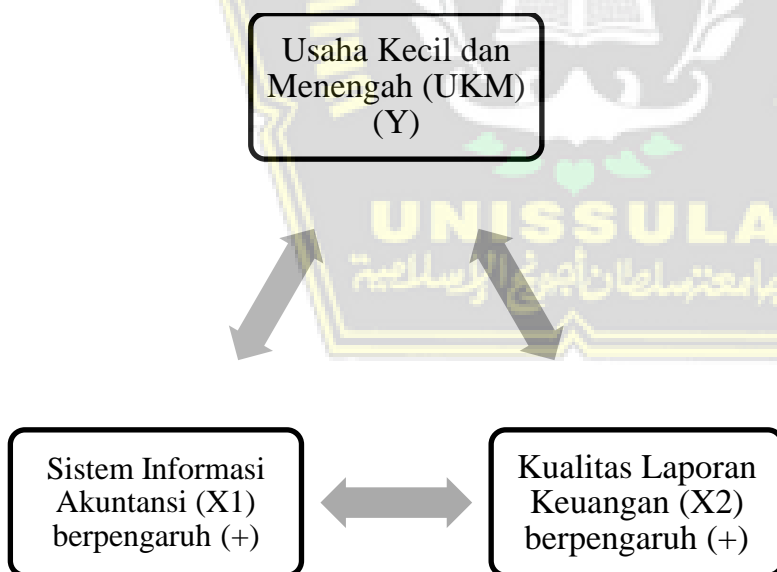 Usaha Kecil dan
Menengah (UKM)
(Y)
UNISSULA
Sistem Informasi
Akuntansi (X1)
berpengaruh (+)
Kualitas Laporan
Keuangan (X2)
berpengaruh (+)